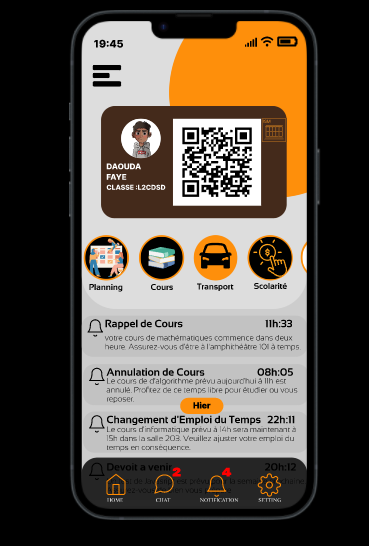 19:45
DAOUDA
FAYE
CLASSE :L2CDSD
Planning
Cours
Transport
Scolarité
Rappel de Cours 11h:33
votre cours de mathématiques commence dans deux
heure. Assurez-vous d'être à l'amphithéâtre 101 à temps.
Annulation de Cours 08h:05
Le cours de d'algorithme prévu aujourd'hui à 11h est
annulé. Profitez de ce temps libre pour étudier ou vous
reposer.
Hier
Changement d'Emploi du Temps 22h:11
Le cours d'informatique prévu à 14h sera maintenant à
15h dans la salle 203. Veuillez ajuster votre emploi du
temps en conséquence.
Devoit a venir 20h:12
2
4
HOME
CHAT
NOTIFICATION
SETTING